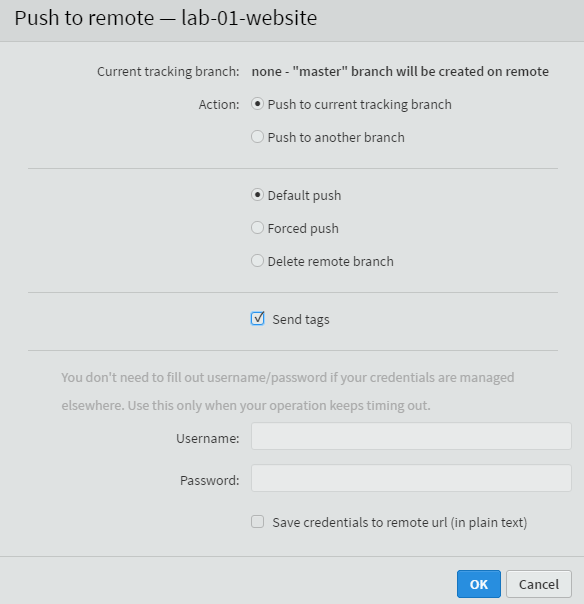 Push to remote — lab-01-website
Current tracking branch: none - "master" branch will be created on remote
Action: Push to current tracking branch
Push to another branch
Default push
Forced push
Delete remote branch
Send tags
You don't need to fill out username/password if your credentials are managed
elsewhere. Use this only when your operation keeps timing out.
Username:
Password:
Save credentials to remote url (in plain text)
OK Cancel